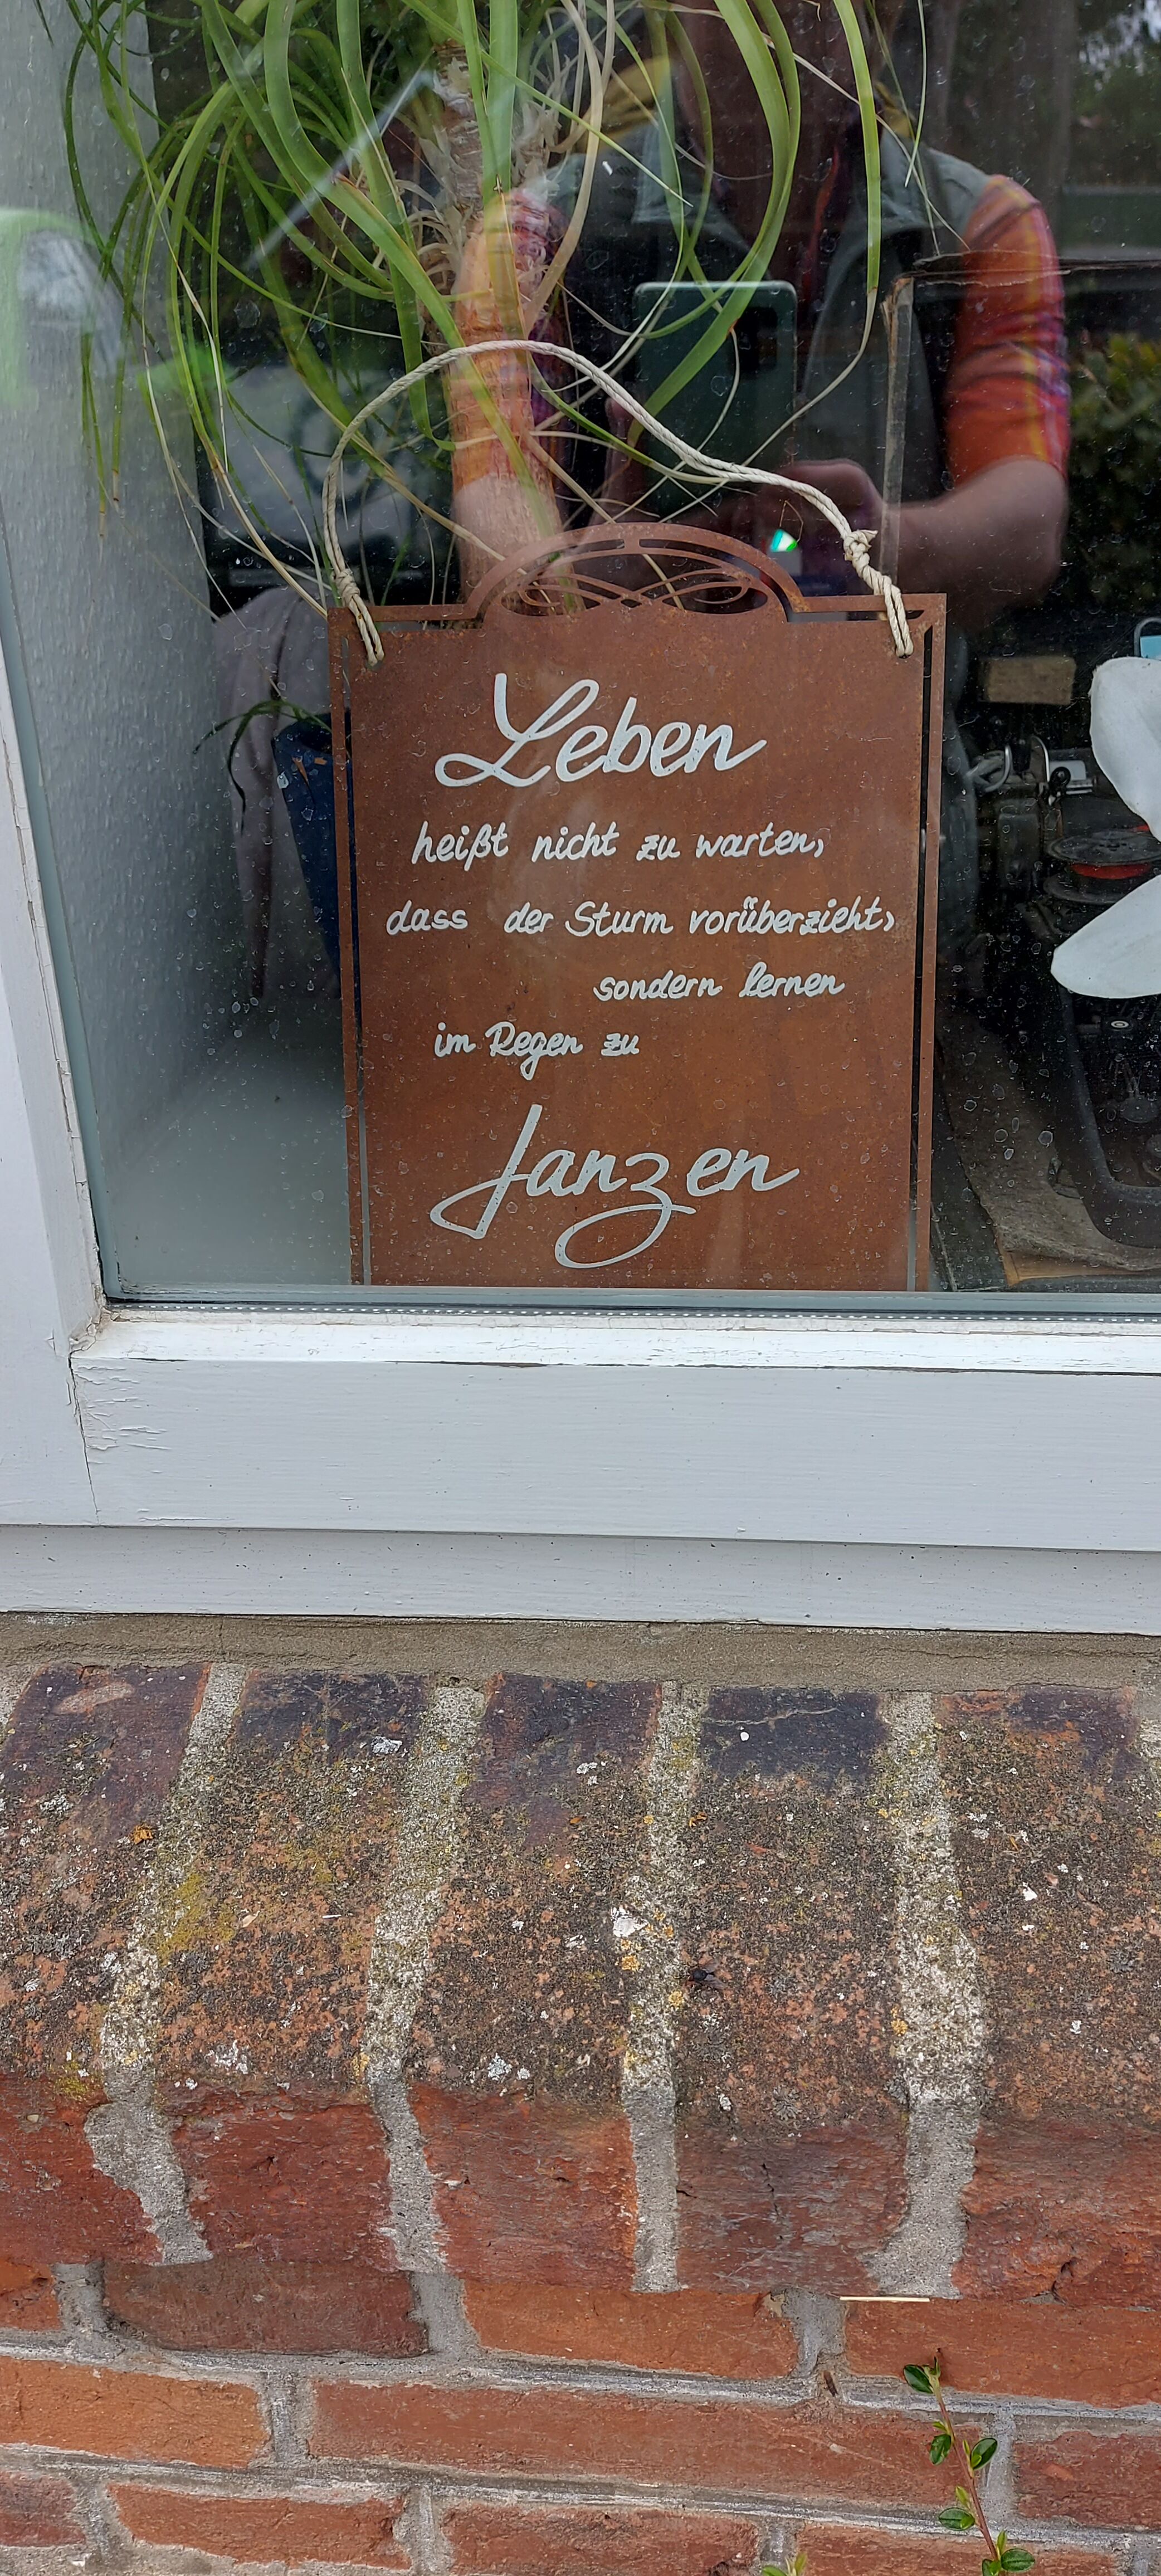 Leben
heißt nicht zu warten,
dass der Sturm vorüberzieht,
sondern lernen
im Regen zu
Tanzen